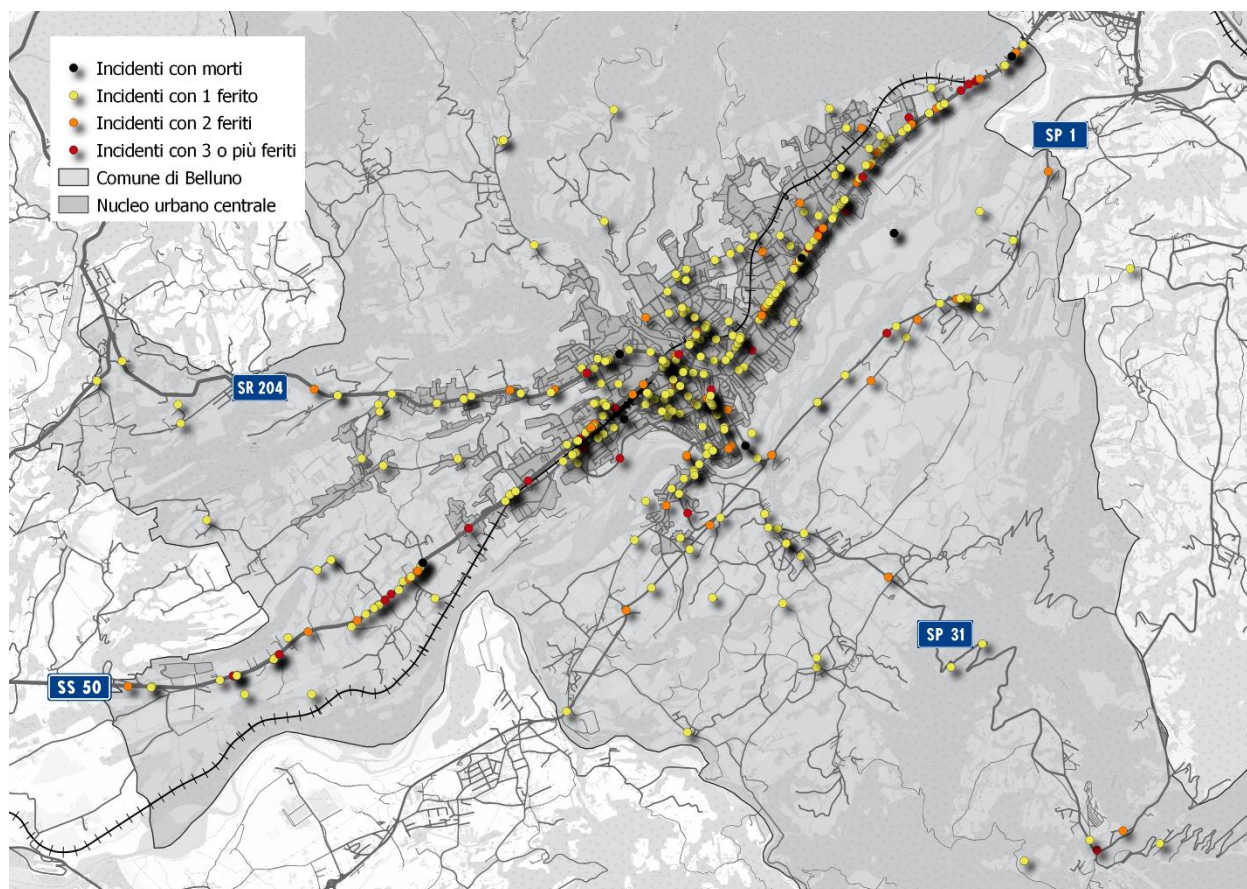 Incidenti con morti
Incidenti con 1 ferito
Incidenti con 2 feriti
Incidenti con 3 o più feriti
Comune di Belluno
Nucleo urbano centrale
SP 1
SR 204
SP 31
SS 50